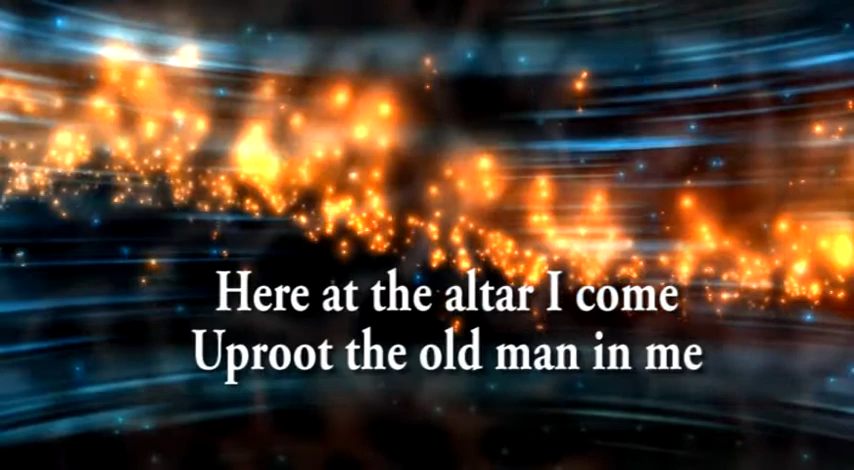 Here at the altar I come
Uproot the old man in me